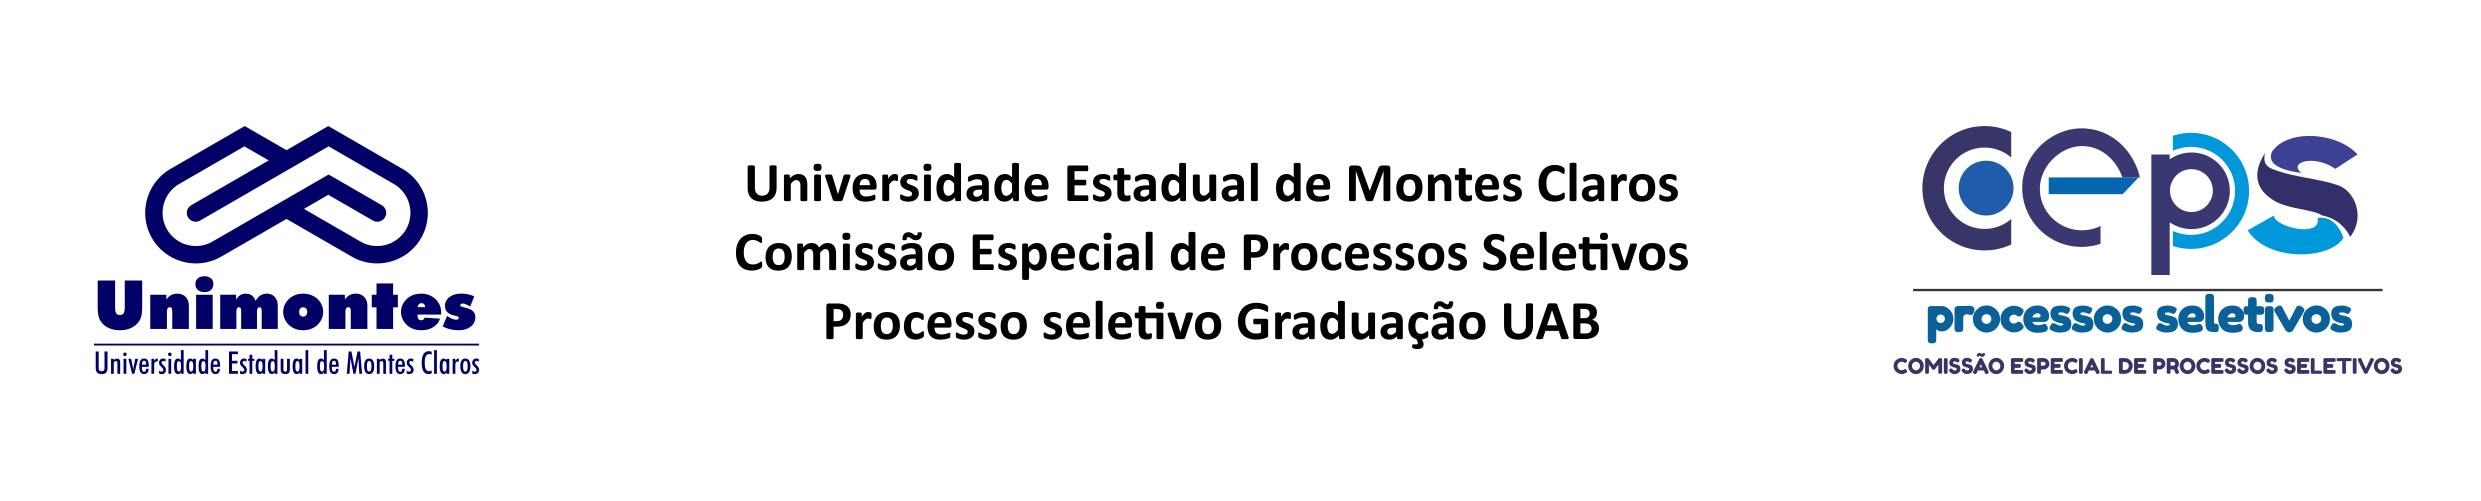 Unimontes
Universidade Estadual de Montes Claros
Universidade Estadual de Montes Claros
Comissão Especial de Processos Seletivos
Processo seletivo Graduação UAB
ceps
processos seletivos
COMISSÃO ESPECIAL DE PROCESSOS SELETIVOS